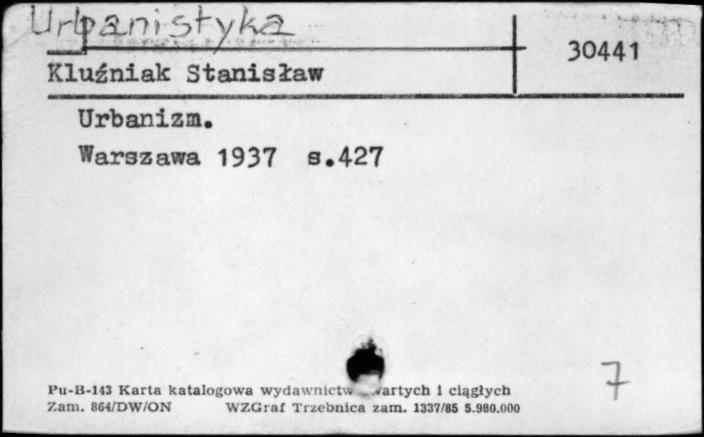 Urbanistyka
30441
Kluźniak Stanisław
Urbanizm.
Warszawa 1937 s.427
7
Pu-B-143 Karta katalogowa wydawnictw i ciągłych
Zam. 864/DW/ON WZGraf Trzebnica zam. 1337/85 5.980.000